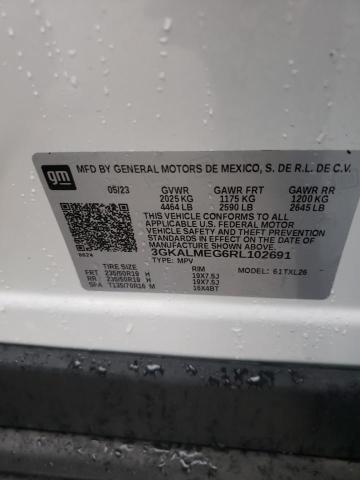 gm
MFD BY GENERAL MOTORS DE MEXICO, S. DE R.L. DE C.V.
05/23 GVWR GAWR FRT GAWR RR
2025 KG 1175 KG 1200 KG
4464 LB 2590 LB 2645 LB
THIS VEHICLE CONFORMS TO ALL
APPLICABLE U.S. FEDERAL MOTOR
VEHICLE SAFETY AND THEFT
PREVENTION STANDARDS IN EFFECT ON
THE DATE OF MANUFACTURE SHOWN ABOVE.
3GKALMEG6RL102691
6624 TYPE: MPV
TIRE SIZE RIM MODEL: 61TXL26
FRT 235/50R19 H 19X7.5J
RR 235/50R19 H 19X7.5J
SPA T135/70R16 M 16X4BT